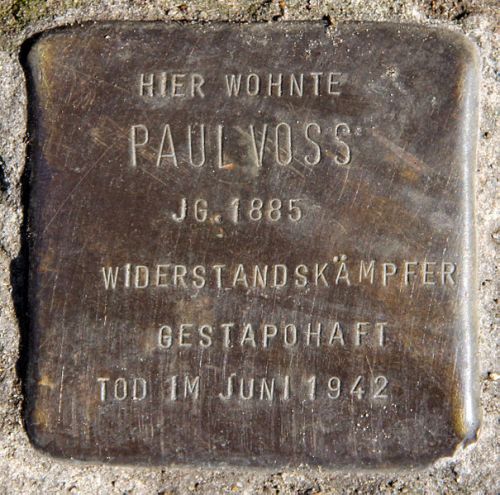 HIER WOHNTE
PAUL VOSS
JG. 1885
WIDERSTANDSKÄMPFER
GESTAPOHAFT
TOD IM JUNI 1942